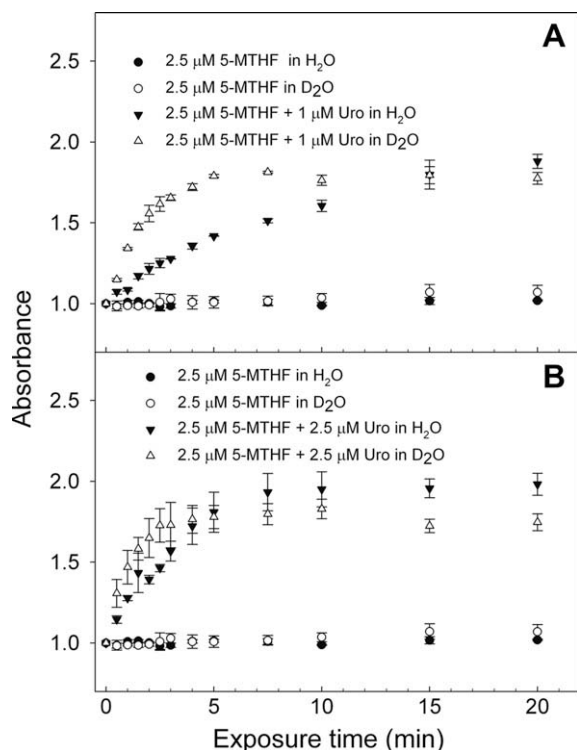 A
2.5 μM 5-MTHF in H₂O
2.5 μM 5-MTHF in D₂O
2.5 μM 5-MTHF + 1 μM Uro in H₂O
2.5 μM 5-MTHF + 1 μM Uro in D₂O
2.5
2.0
1.5
1.0
Absorbance
B
2.5 μM 5-MTHF in H₂O
2.5 μM 5-MTHF in D₂O
2.5 μM 5-MTHF + 2.5 μM Uro in H₂O
2.5 μM 5-MTHF + 2.5 μM Uro in D₂O
2.5
2.0
1.5
1.0
0 5 10 15 20
Exposure time (min)